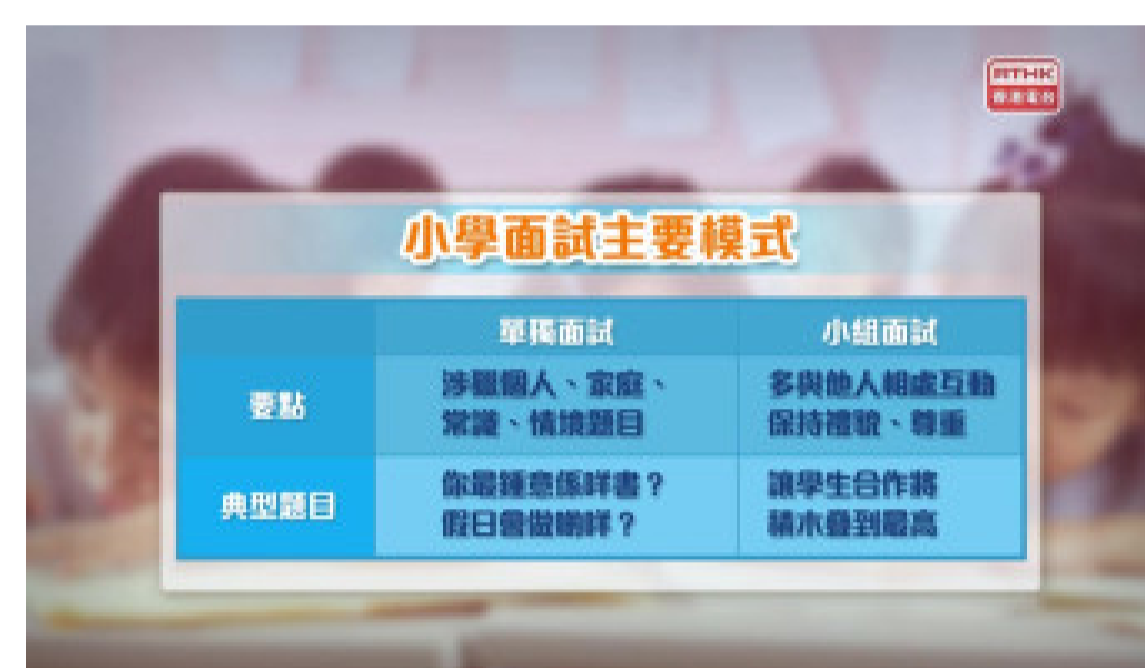 RTHK
香港電台
小學面試主要模式
單獨面試
小組面試
要點
涉獵個人、家庭、
常識、情境題目
多與他人相處互動
保持禮貌、尊重
典型題目
你最鍾意係咩書？
假日會做啲咩？
讓學生合作將
積木疊到最高